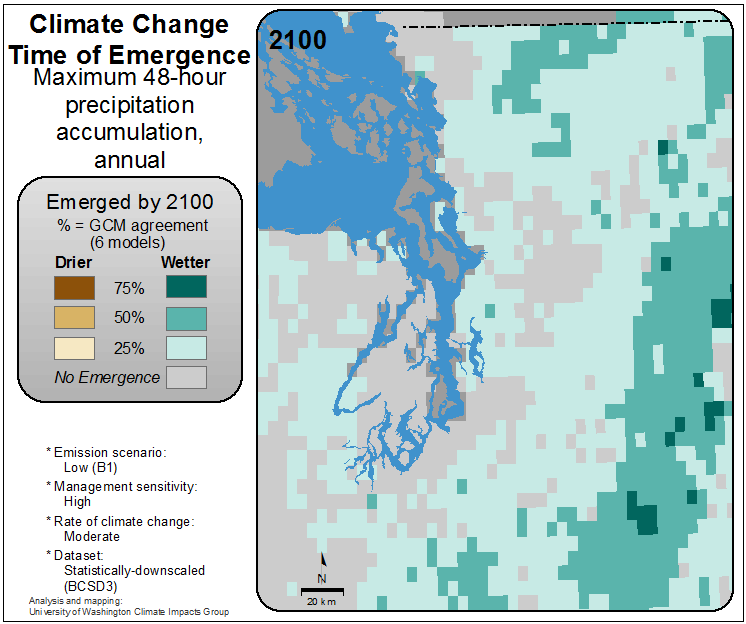 Climate Change
Time of Emergence
Maximum 48-hour
precipitation
accumulation,
annual
Emerged by 2100
% = GCM agreement
(6 models)
Drier Wetter
75%
50%
25%
No Emergence
* Emission scenario:
Low (B1)
* Management sensitivity:
High
* Rate of climate change:
Moderate
* Dataset:
Statistically-downscaled
(BCSD3)
Analysis and mapping:
University of Washington Climate Impacts Group
2100
N
20 km